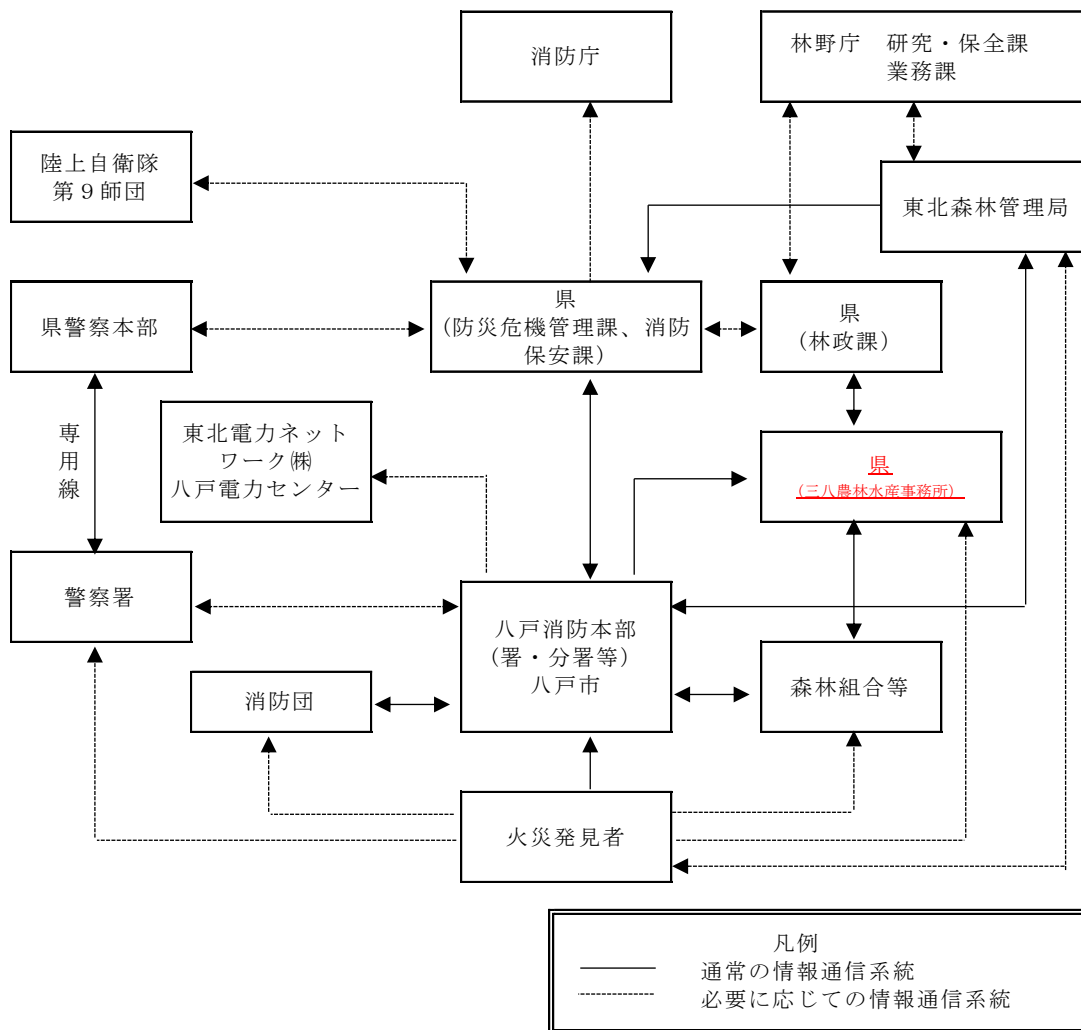 消防庁
林野庁　研究・保全課
業務課
陸上自衛隊
第９師団
東北森林管理局
県警察本部
県
(防災危機管理課、消防
保安課)
県
(林政課)
専用線
東北電力ネット
ワーク㈱
八戸電力センター
県
(三八農林水産事務所)
警察署
八戸消防本部
(署・分署等)
八戸市
消防団
森林組合等
火災発見者
凡例
通常の情報通信系統
必要に応じての情報通信系統